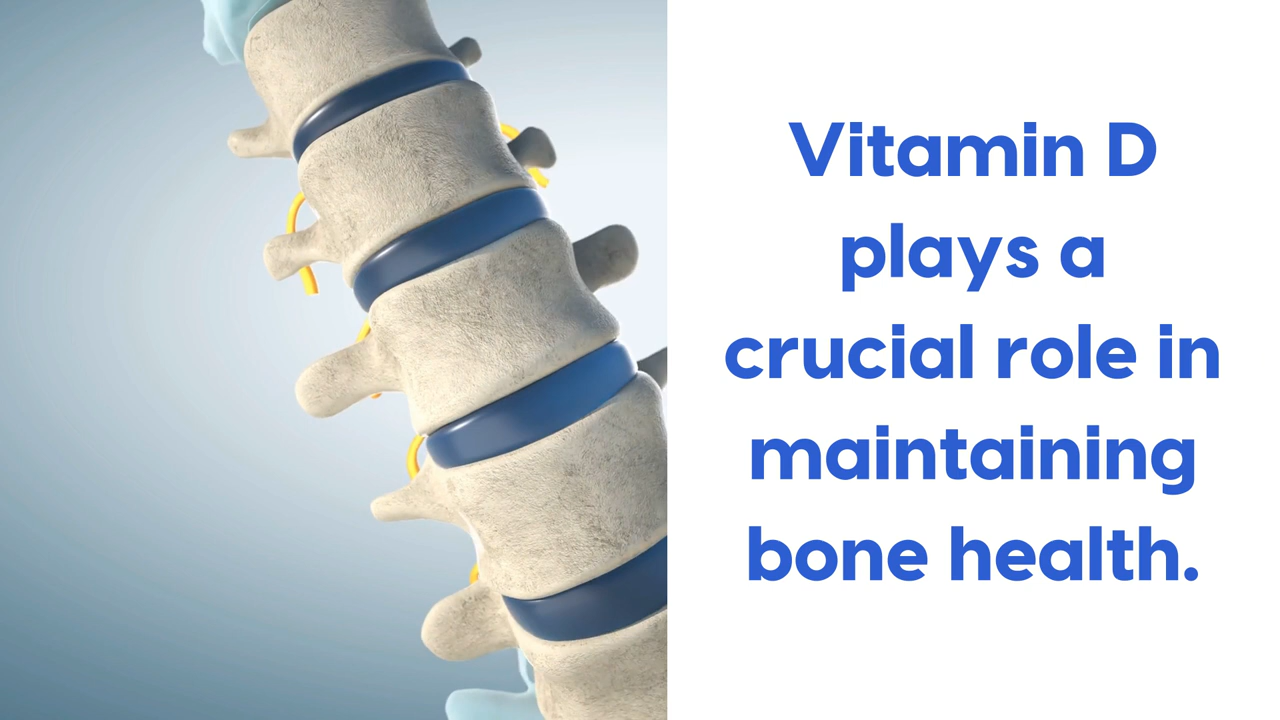 Vitamin D
plays a
crucial role in
maintaining
bone health.